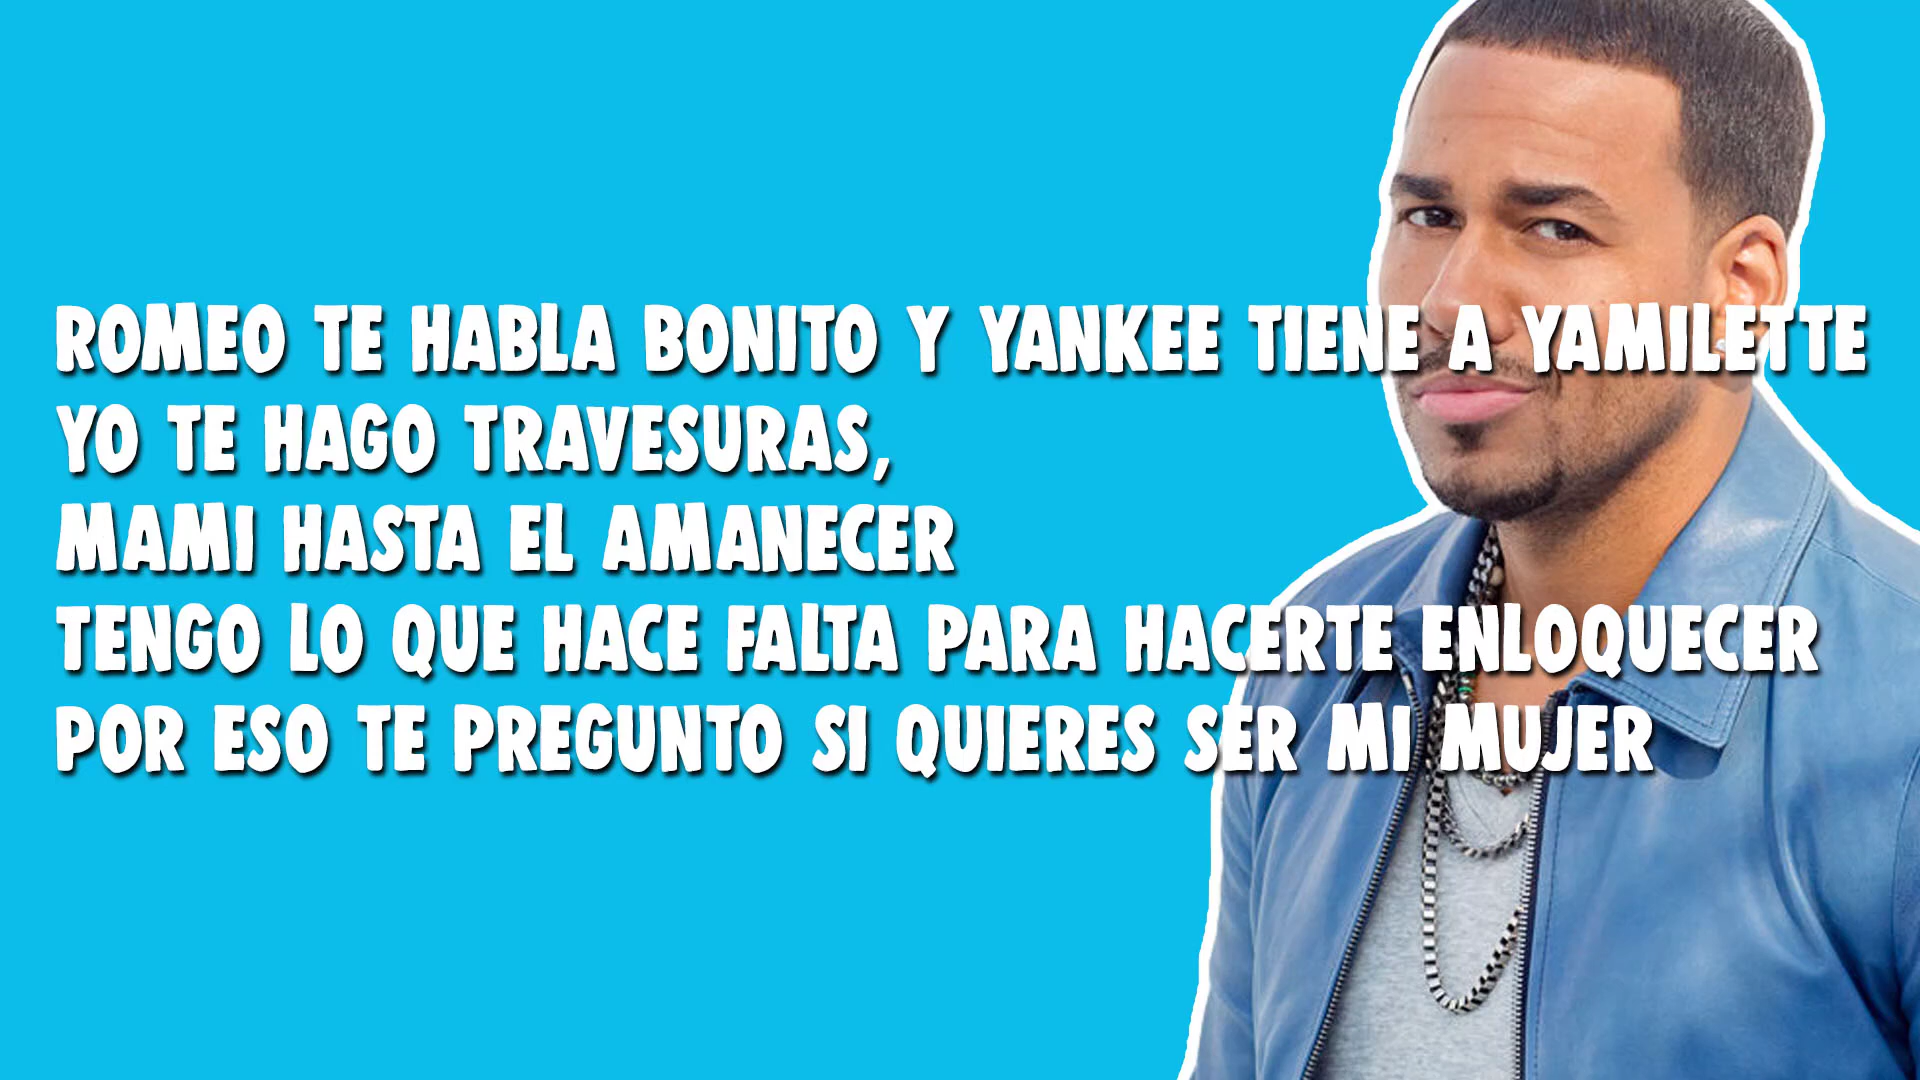 ROMEO TE HABLA BONITO Y YANKEE TIENE A YAMILETTE
YO TE HAGO TRAVESURAS,
MAMI HASTA EL AMANECER
TENGO LO QUE HACE FALTA PARA HACERTE ENLOQUECER
POR ESO TE PREGUNTO SI QUIERES SER MI MUJER